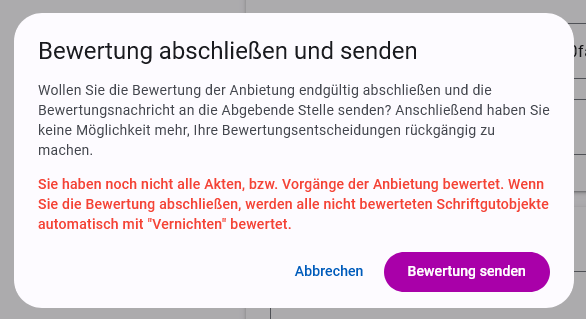 Bewertung abschließen und senden
Wollen Sie die Bewertung der Anbietung endgültig abschließen und die
Bewertungsnachricht an die Abgebende Stelle senden? Anschließend haben Sie
keine Möglichkeit mehr, Ihre Bewertungsentscheidungen rückgängig zu
machen.
Sie haben noch nicht alle Akten, bzw. Vorgänge der Anbietung bewertet. Wenn
Sie die Bewertung abschließen, werden alle nicht bewerteten Schriftgutobjekte
automatisch mit "Vernichten" bewertet.
Abbrechen
Bewertung senden